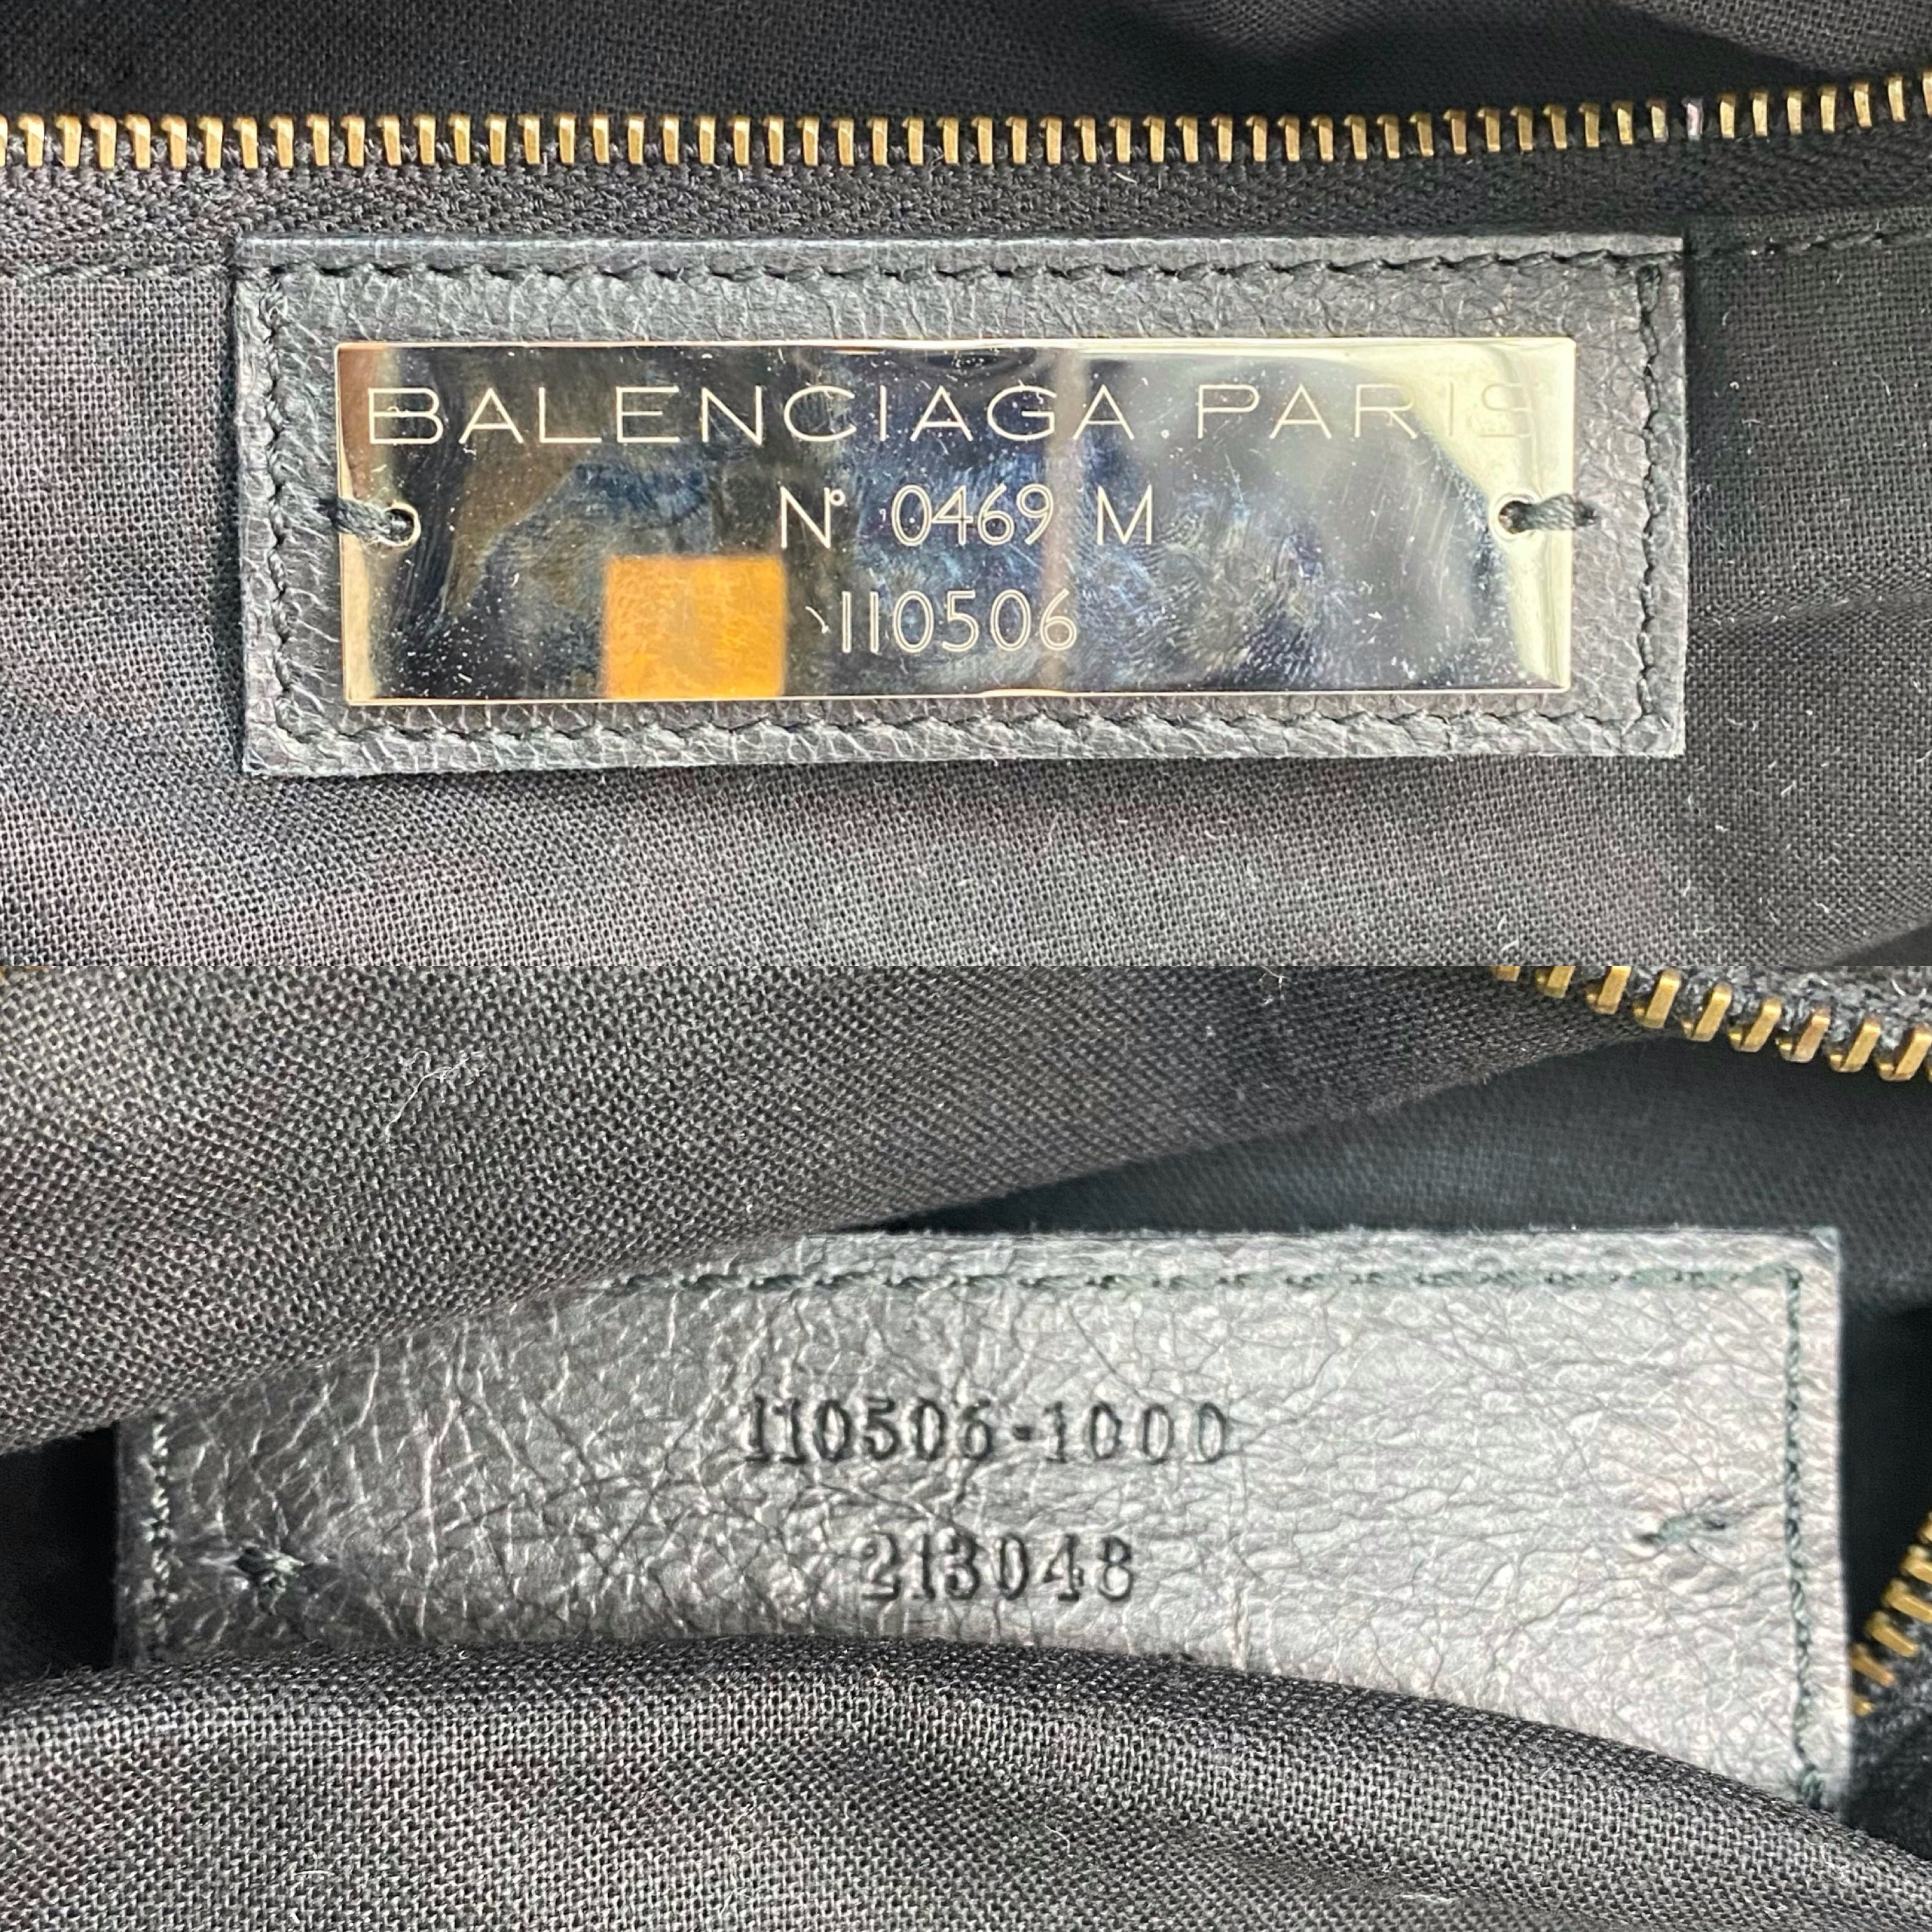 BALENCIAGA PARIS
N° 0469 M
110506
110506-1000
213048